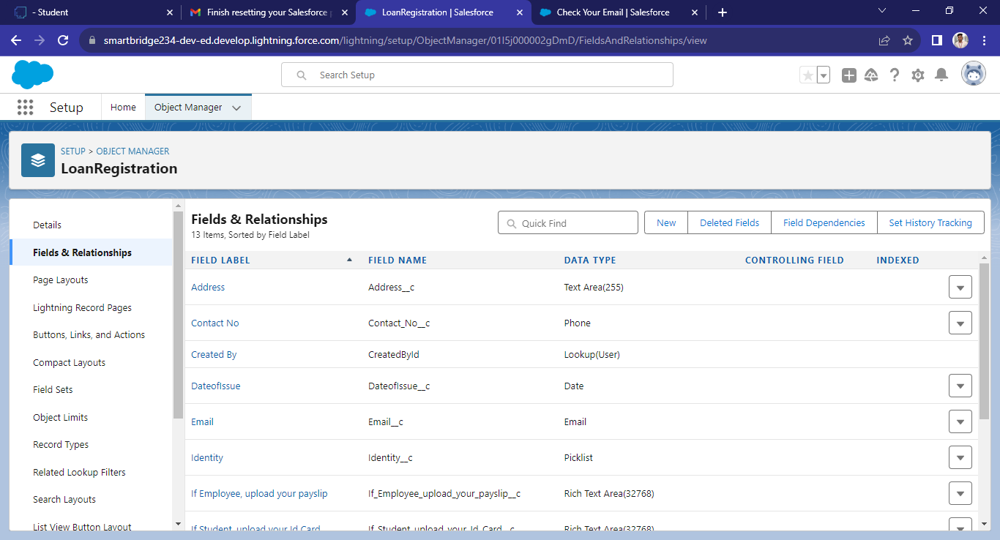 - Student
Finish resetting your Salesforce
LoanRegistration | Salesforce
Check Your Email | Salesforce
smartbridge234-dev-ed.develop.lightning.force.com/lightning/setup/ObjectManager/01I5j000002gDmD/FieldsAndRelationships/view
Search Setup
Setup
Home
Object Manager
SETUP > OBJECT MANAGER
LoanRegistration
Details
Fields & Relationships
Page Layouts
Lightning Record Pages
Buttons, Links, and Actions
Compact Layouts
Field Sets
Object Limits
Record Types
Related Lookup Filters
Search Layouts
List View Button Layout
Fields & Relationships
13 Items, Sorted by Field Label
Quick Find
New
Deleted Fields
Field Dependencies
Set History Tracking
FIELD LABEL FIELD NAME DATA TYPE CONTROLLING FIELD INDEXED
Address Address__c Text Area(255)
Contact No Contact_No__c Phone
Created By CreatedById Lookup(User)
DateofIssue DateofIssue__c Date
Email Email__c Email
Identity Identity__c Picklist
If Employee, upload your payslip If_Employee_upload_your_payslip__c Rich Text Area(32768)
If Student, upload your Id Card If_Student_upload_your_Id_Card__c Rich Text Area(32768)